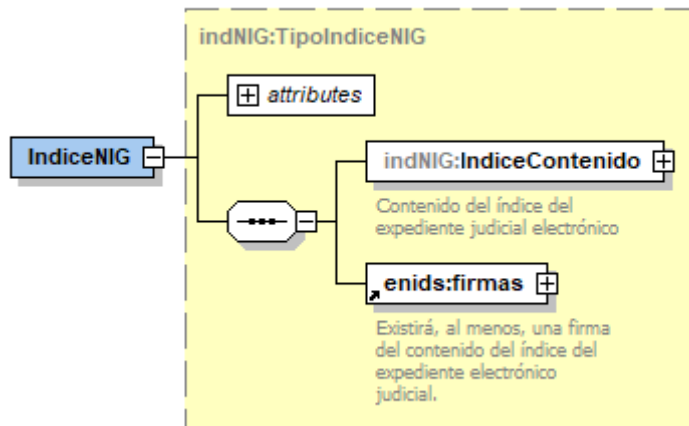 indNIG:TipoIndiceNIG
attributes
IndiceNIG
indNIG:IndiceContenido
Contenido del índice del
expediente judicial electrónico
enids:firmas
Existirá, al menos, una firma
del contenido del índice del
expediente electrónico
judicial.